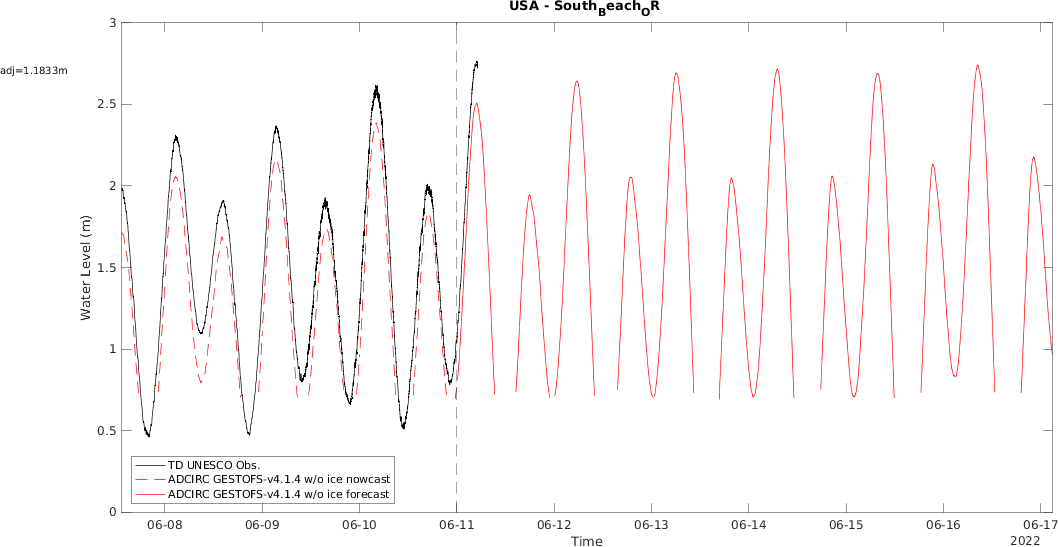 USA - SouthBeachOR
adj=1.1833m
3
2.5
2
1.5
1
0.5
0
Water Level (m)
TD UNESCO Obs.
ADCIRC GESTOFS-v4.1.4 w/o ice nowcast
ADCIRC GESTOFS-v4.1.4 w/o ice forecast
06-08 06-09 06-10 06-11 06-12 06-13 06-14 06-15 06-16 06-17
Time
2022